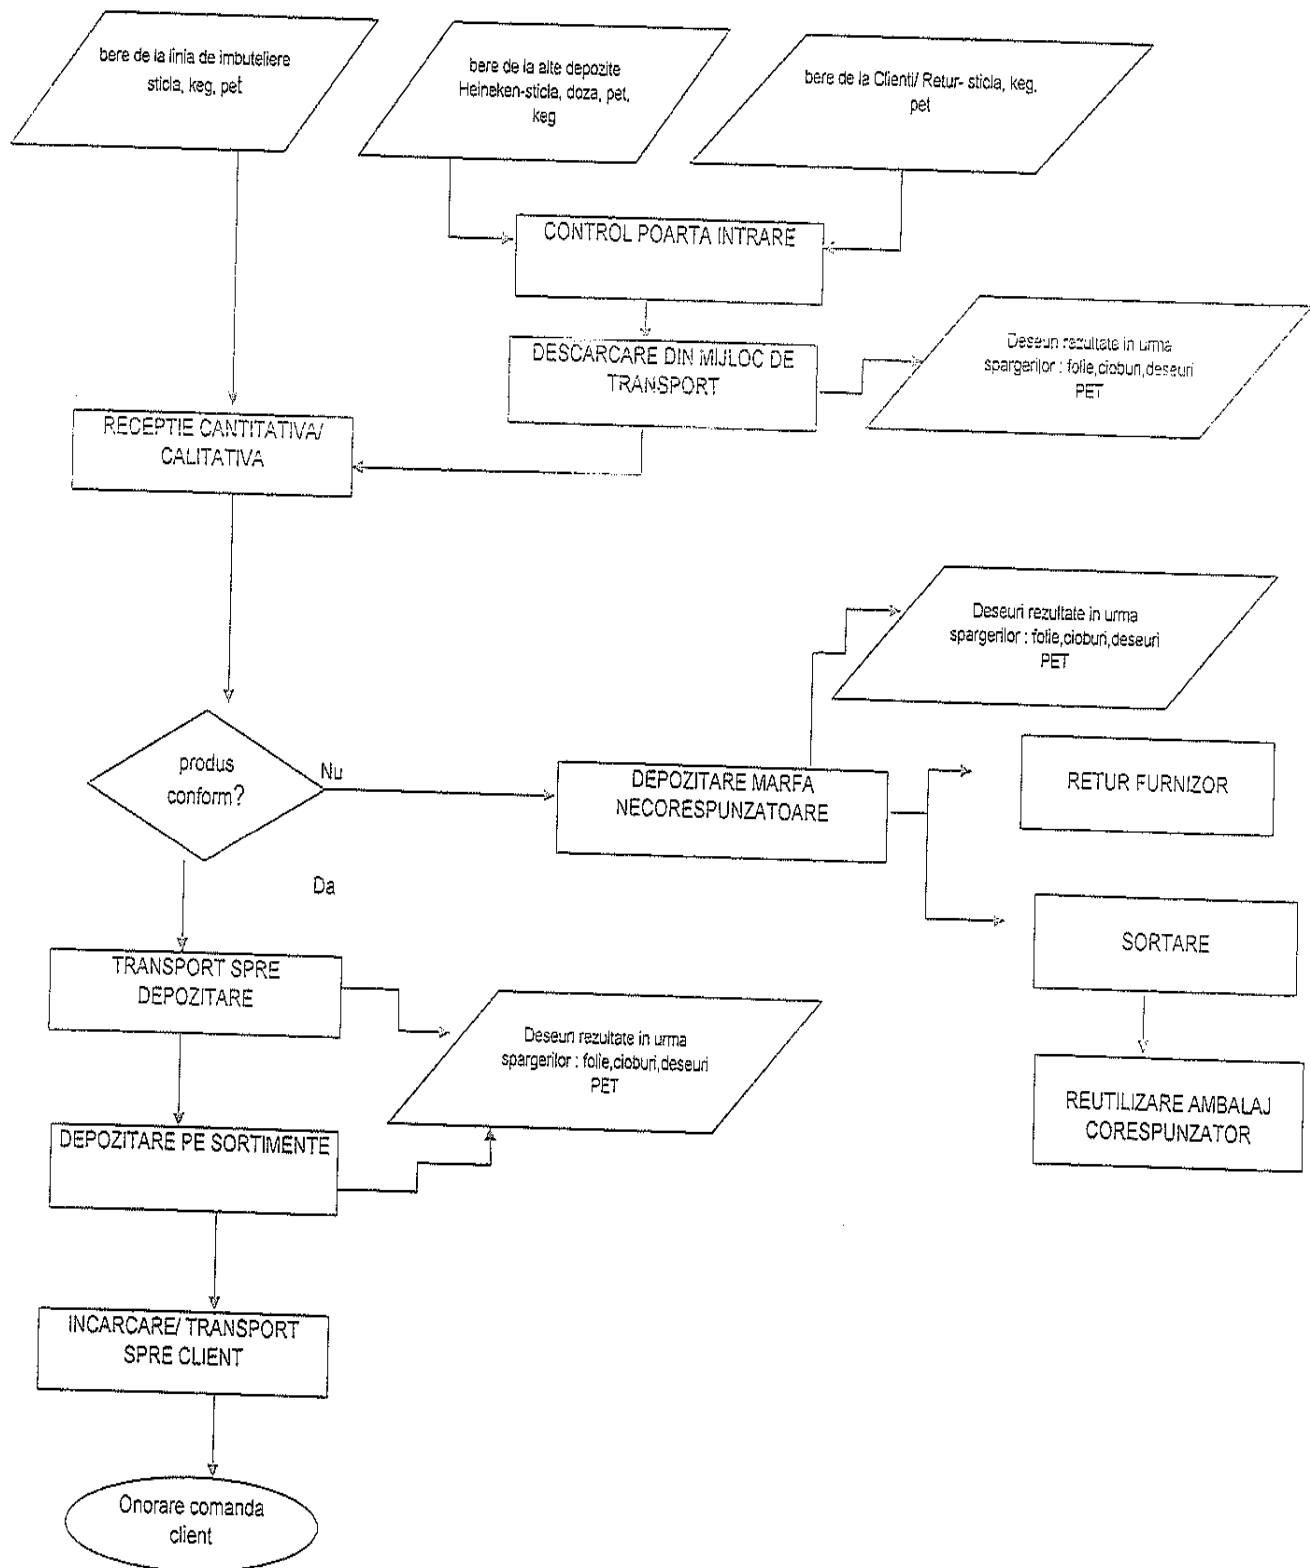 bere de la linia de imbuteliere
sticla, keg, pet
bere de la alte depozite
Heineken-sticla, doza, pet,
keg
bere de la Clienti/ Retur- sticla, keg,
pet
CONTROL POARTA INTRARE
DESCARCARE DIN MIJLOC DE
TRANSPORT
Deseuri rezultate in urma
spargerilor : folie,cioburi,deseuri
PET
RECEPTIE CANTITATIVA/
CALITATIVA
Deseuri rezultate in urma
spargerilor : folie,cioburi,deseuri
PET
produs
conform?
Nu
DEPOZITARE MARFA
NECORESPUNZATOARE
RETUR FURNIZOR
Da
SORTARE
TRANSPORT SPRE
DEPOZITARE
Deseuri rezultate in urma
spargerilor : folie,cioburi,deseuri
PET
REUTILIZARE AMBALAJ
CORESPUNZATOR
DEPOZITARE PE SORTIMENTE
INCARCARE/ TRANSPORT
SPRE CLIENT
Onorare comanda
client